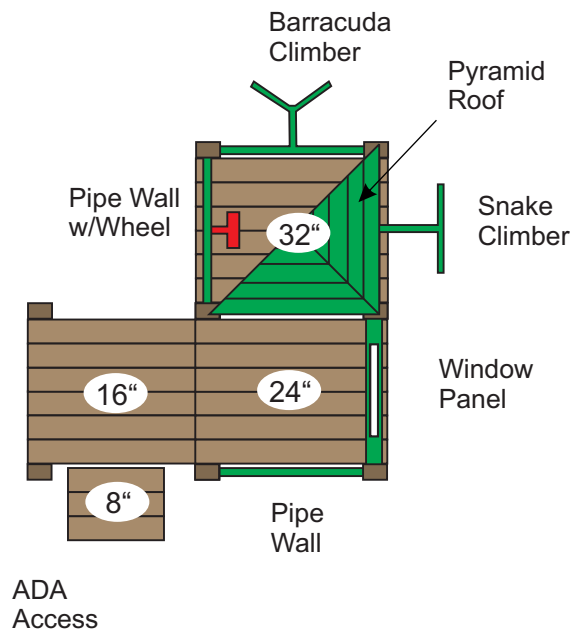 Barracuda
Climber
Pyramid
Roof
Pipe Wall
w/Wheel
32“
Snake
Climber
16“
24“
Window
Panel
8“
Pipe
Wall
ADA
Access